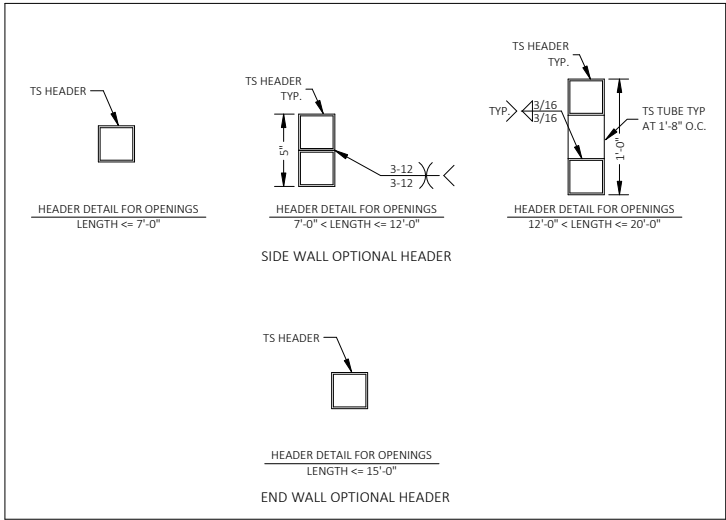 TS HEADER
HEADER DETAIL FOR OPENINGS
LENGTH <= 7'-0"
TS HEADER
TYP.
5"
3-12
3-12
HEADER DETAIL FOR OPENINGS
7'-0" < LENGTH <= 12'-0"
TS HEADER
TYP.
TYP.
3/16
3/16
1'-0"
TS TUBE TYP
AT 1'-8" O.C.
HEADER DETAIL FOR OPENINGS
12'-0" < LENGTH <= 20'-0"
SIDE WALL OPTIONAL HEADER
TS HEADER
HEADER DETAIL FOR OPENINGS
LENGTH <= 15'-0"
END WALL OPTIONAL HEADER